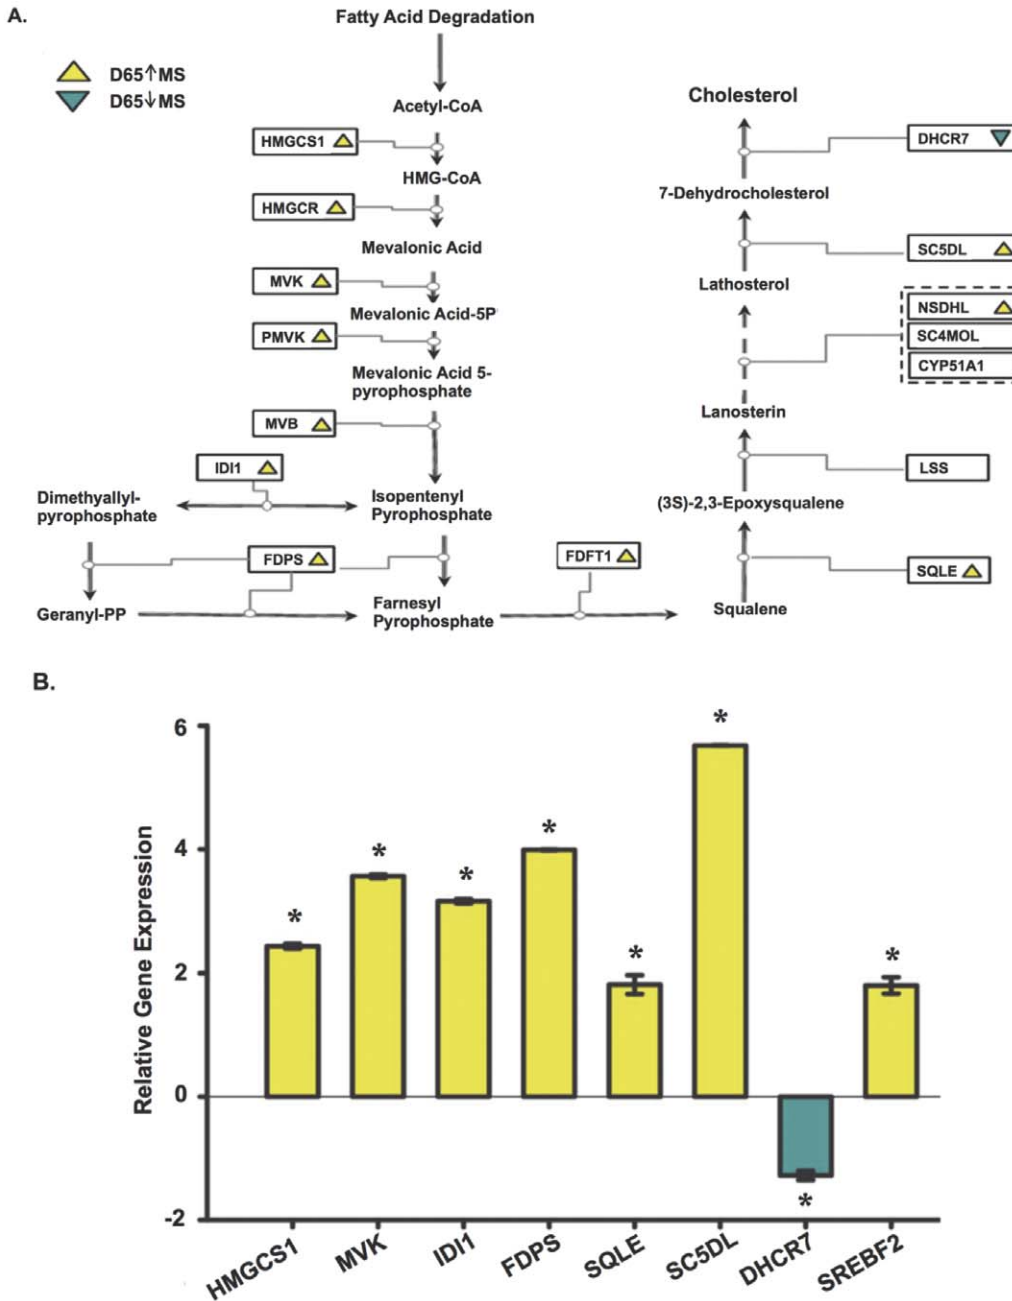 A.
Fatty Acid Degradation
D65↑MS
D65↓MS
Acetyl-CoA
HMGCS1
HMG-CoA
HMGCR
Mevalonic Acid
MVK
Mevalonic Acid-5P
PMVK
Mevalonic Acid 5-
pyrophosphate
MVB
IDI1
Dimethyallyl-
pyrophosphate
Isopentenyl
Pyrophosphate
FDPS
FDFT1
Geranyl-PP
Farnesyl
Pyrophosphate
Cholesterol
DHCR7
7-Dehydrocholesterol
SC5DL
Lathosterol
NSDHL
SC4MOL
CYP51A1
Lanosterin
LSS
(3S)-2,3-Epoxysqualene
SQLE
Squalene
B.
Relative Gene Expression
6
4
2
0
-2
* * * * * * * *
HMGCS1
MVK
IDI1
FDPS
SQLE
SC5DL
DHCR7
SREBF2